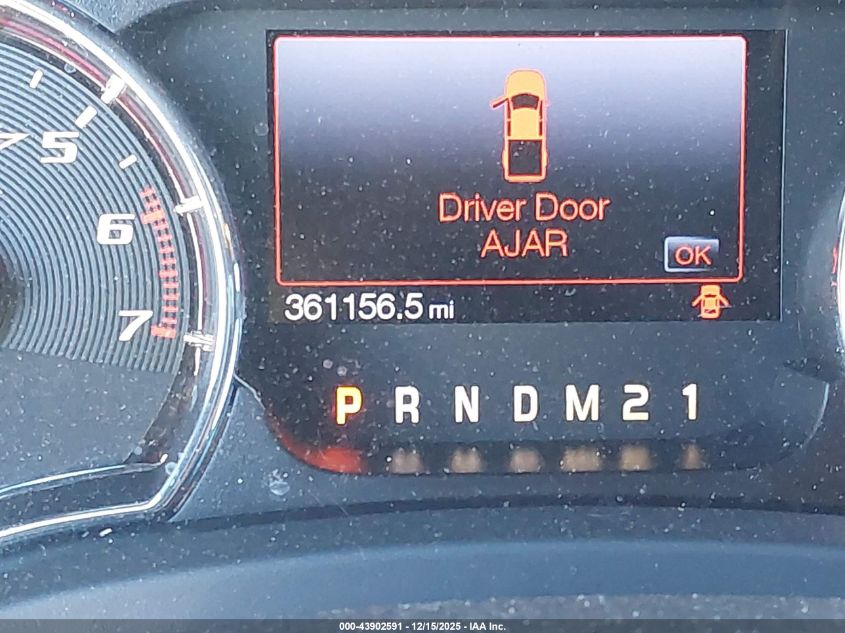 5
6
7
Driver Door
AJAR
OK
361156.5 mi
P R N D M 2 1
000-43902591 - 12/15/2025 - IAA Inc.